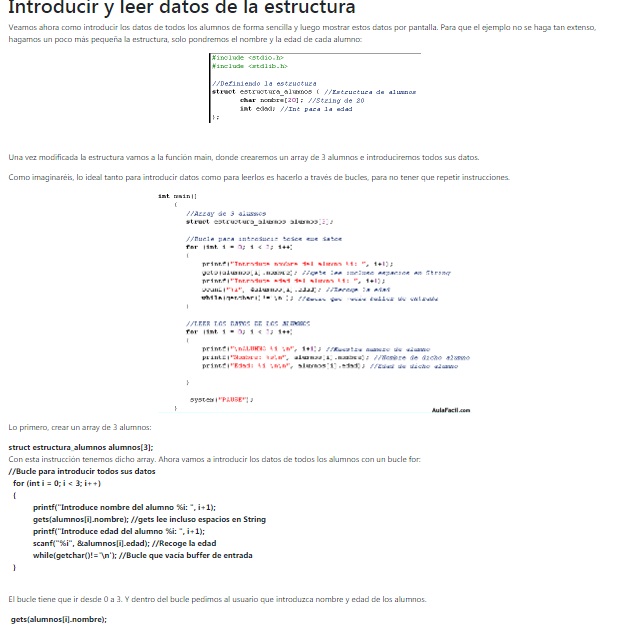 Introducir y leer datos de la estructura
Veamos ahora como introducir los datos de todos los alumnos de forma sencilla y luego mostrar estos datos por pantalla. Para que el ejemplo no se haga tan extenso,
hagamos un poco más pequeña la estructura, solo pondremos el nombre y la edad de cada alumno:
#include <stdio.h>
#include <stdlib.h>
//Definiendo la estructura
struct estructura_alumnos { //Estructura de alumnos
char nombre[20]; //String de 20
int edad; //Int para la edad
};
Una vez modificada la estructura vamos a la función main, donde crearemos un array de 3 alumnos e introduciremos todos sus datos.
Como imaginaréis, lo ideal tanto para introducir datos como para leerlos es hacerlo a través de bucles, para no tener que repetir instrucciones.
int main()
{
//Array de 3 alumnos
struct estructura_alumnos alumnos[3];
//Bucle para introducir todos sus datos
for (int i = 0; i < 3; i++)
{
printf("Introduce nombre del alumno %i: ", i+1);
gets(alumnos[i].nombre); //gets lee incluso espacios en String
printf("Introduce edad del alumno %i: ", i+1);
scanf("%i", &alumnos[i].edad); //Recoge la edad
while(getchar()!= '\n');
}
//LEER LOS DATOS DE LOS ALUMNOS
for (int i = 0; i < 3; i++)
{
printf("\nALUMNO %i \n", i+1); //Muestra numero de alumno
printf("Nombre: %s\n", alumnos[i].nombre); //Nombre de dicho alumno
printf("Edad: %i \n\n", alumnos[i].edad); //Edad de dicho alumno
}
system("PAUSE");
}
AulaFacil.com
Lo primero, crear un array de 3 alumnos:
struct estructura_alumnos alumnos[3];
Con esta instrucción tenemos dicho array. Ahora vamos a introducir los datos de todos los alumnos con un bucle for:
//Bucle para introducir todos sus datos
for (int i = 0; i < 3; i++)
{
printf("Introduce nombre del alumno %i: ", i+1);
gets(alumnos[i].nombre); //gets lee incluso espacios en String
printf("Introduce edad del alumno %i: ", i+1);
scanf("%i", &alumnos[i].edad); //Recoge la edad
while(getchar()!='\n'); //Bucle que vacia buffer de entrada
}
El bucle tiene que ir desde 0 a 3. Y dentro del bucle pedimos al usuario que introduzca nombre y edad de los alumnos.
gets(alumnos[i].nombre);